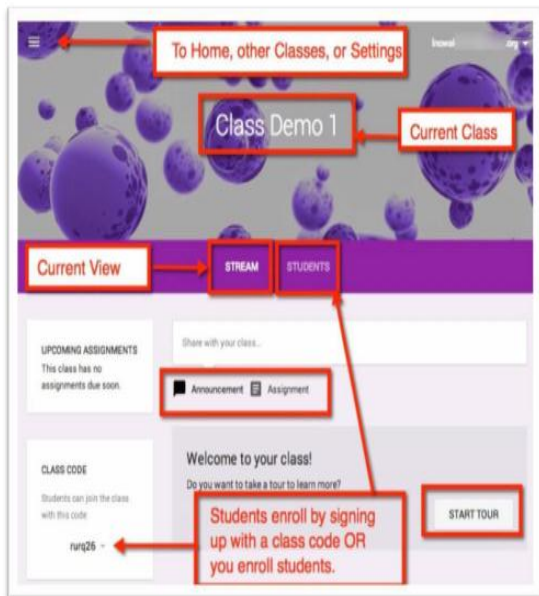 To Home, other Classes, or Settings
Class Demo 1
Current Class
Current View
STREAM
STUDENTS
UPCOMING ASSIGNMENTS
This class has no
assignments due soon.
Share with your class...
Announcement
Assignment
CLASS CODE
Students can join the class
with this code
rurq26
Welcome to your class!
Do you want to take a tour to learn more?
START TOUR
Students enroll by signing
up with a class code OR
you enroll students.